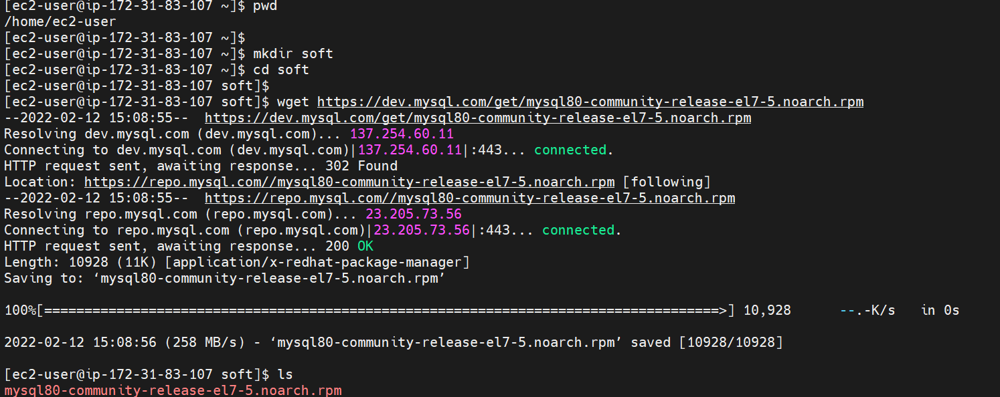 [ec2-user@ip-172-31-83-107 ~]$ pwd
/home/ec2-user
[ec2-user@ip-172-31-83-107 ~]$
[ec2-user@ip-172-31-83-107 ~]$ mkdir soft
[ec2-user@ip-172-31-83-107 ~]$ cd soft
[ec2-user@ip-172-31-83-107 soft]$
[ec2-user@ip-172-31-83-107 soft]$ wget https://dev.mysql.com/get/mysql80-community-release-el7-5.noarch.rpm
--2022-02-12 15:08:55--  https://dev.mysql.com/get/mysql80-community-release-el7-5.noarch.rpm
Resolving dev.mysql.com (dev.mysql.com)... 137.254.60.11
Connecting to dev.mysql.com (dev.mysql.com)|137.254.60.11|:443... connected.
HTTP request sent, awaiting response... 302 Found
Location: https://repo.mysql.com//mysql80-community-release-el7-5.noarch.rpm [following]
--2022-02-12 15:08:55--  https://repo.mysql.com//mysql80-community-release-el7-5.noarch.rpm
Resolving repo.mysql.com (repo.mysql.com)... 23.205.73.56
Connecting to repo.mysql.com (repo.mysql.com)|23.205.73.56|:443... connected.
HTTP request sent, awaiting response... 200 OK
Length: 10928 (11K) [application/x-redhat-package-manager]
Saving to: ‘mysql80-community-release-el7-5.noarch.rpm’
100%[====================================================================================>] 10,928      --.-K/s   in 0s
2022-02-12 15:08:56 (258 MB/s) - ‘mysql80-community-release-el7-5.noarch.rpm’ saved [10928/10928]
[ec2-user@ip-172-31-83-107 soft]$ ls
mysql80-community-release-el7-5.noarch.rpm